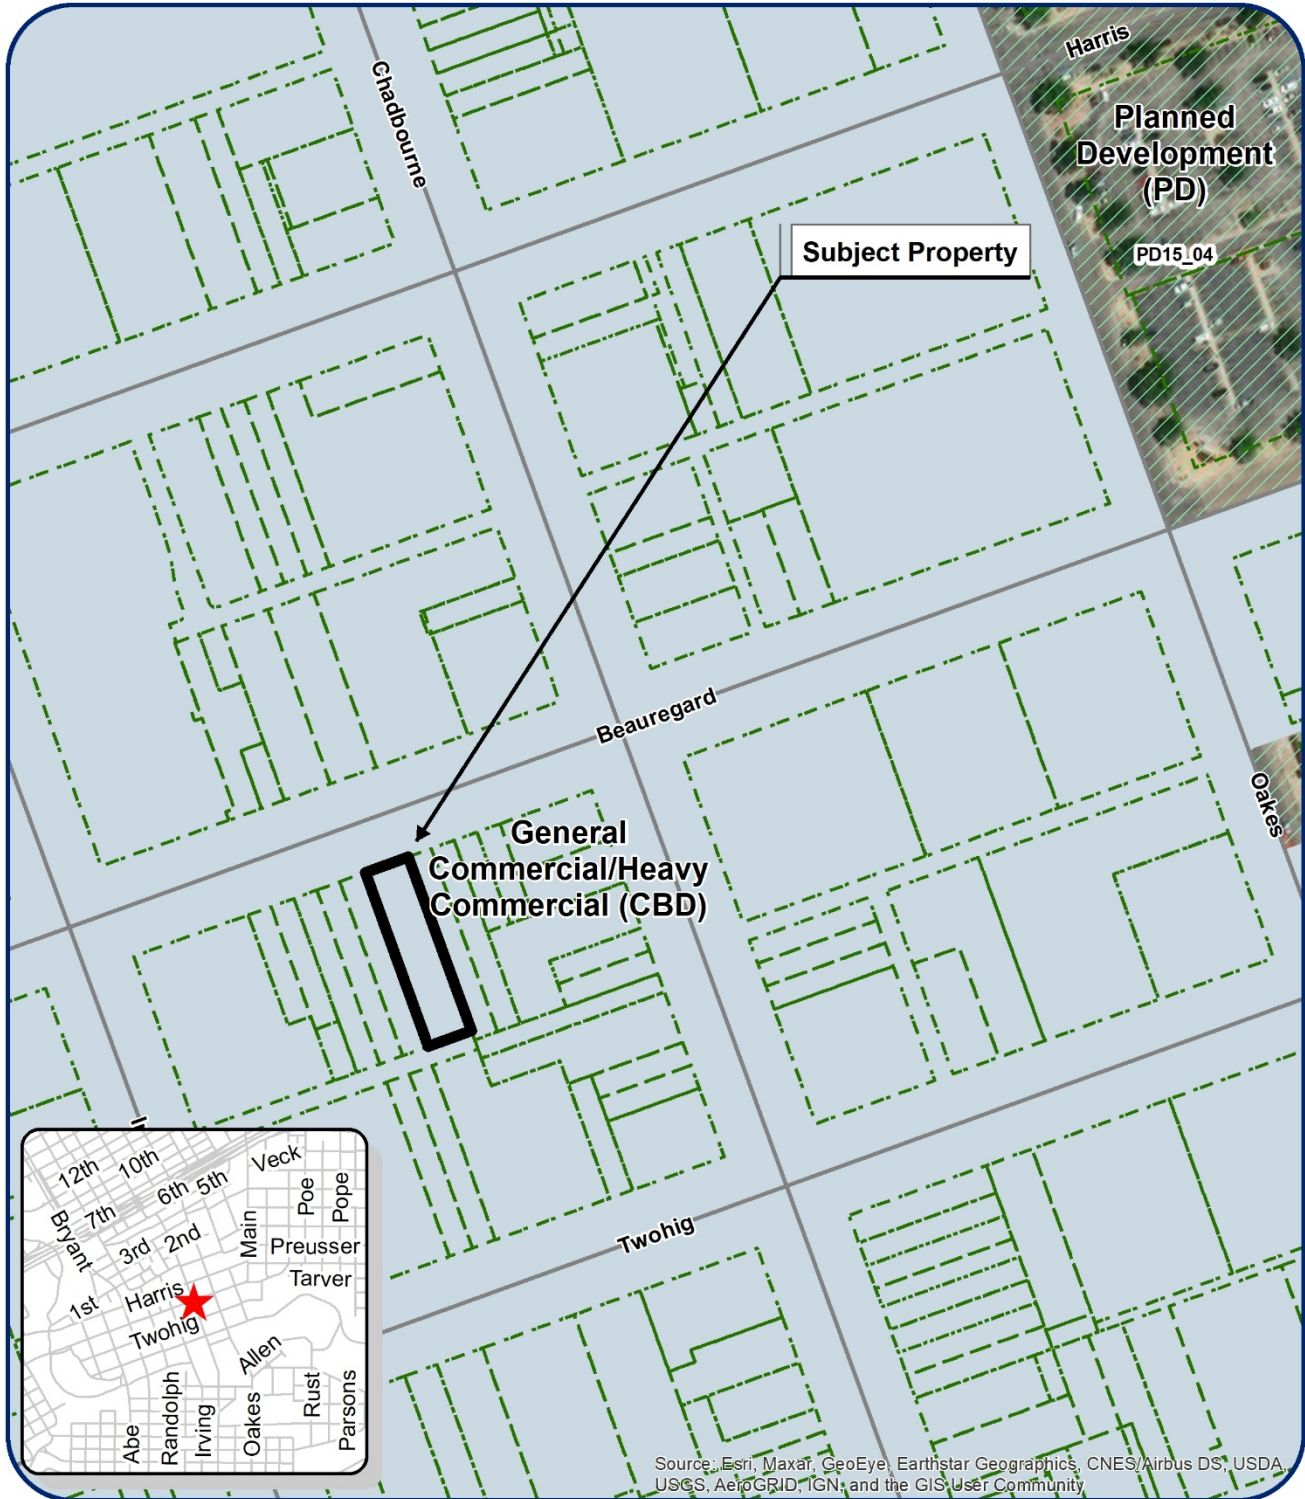 Harris
Chadbourne
Planned
Development
(PD)
PD15_04
Subject Property
Beauregard
Oakes
General
Commercial/Heavy
Commercial (CBD)
Twohig
12th
10th
Veck
6th
5th
Poe
Pope
7th
Bryant
3rd
2nd
Main
Preusser
Tarver
1st
Harris
Twohig
Allen
Abe
Randolph
Irving
Oakes
Rust
Parsons
Source: Esri, Maxar, GeoEye, Earthstar Geographics, CNES/Airbus DS, USDA,
USGS, AeroGRID, IGN, and the GIS User Community